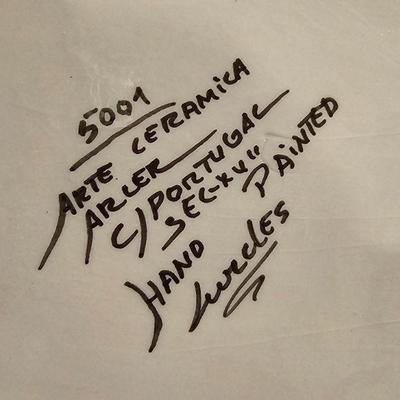 5001
ARTE CERAMICA
ARLER
C/PORTUGAL
SEC-XVII
HAND PAINTED
Lurdes